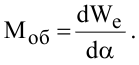 M_об = dW_e / dα .